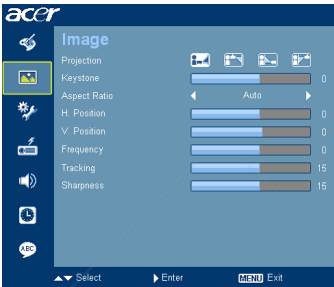 acer
Image
Projection
Keystone 0
Aspect Ratio Auto
H. Position 0
V. Position 0
Frequency 0
Tracking 15
Sharpness 15
ABC
Select Enter MENU Exit